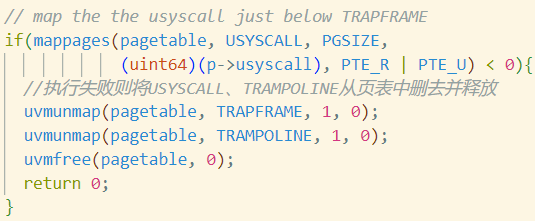 // map the the usyscall just below TRAPFRAME
if(mappages(pagetable, USYSCALL, PGSIZE,
(uint64)(p->usyscall), PTE_R | PTE_U) < 0){
//执行失败则将USYSCALL、TRAMPOLINE从页表中删去并释放
uvmunmap(pagetable, TRAPFRAME, 1, 0);
uvmunmap(pagetable, TRAMPOLINE, 1, 0);
uvmfree(pagetable, 0);
return 0;
}